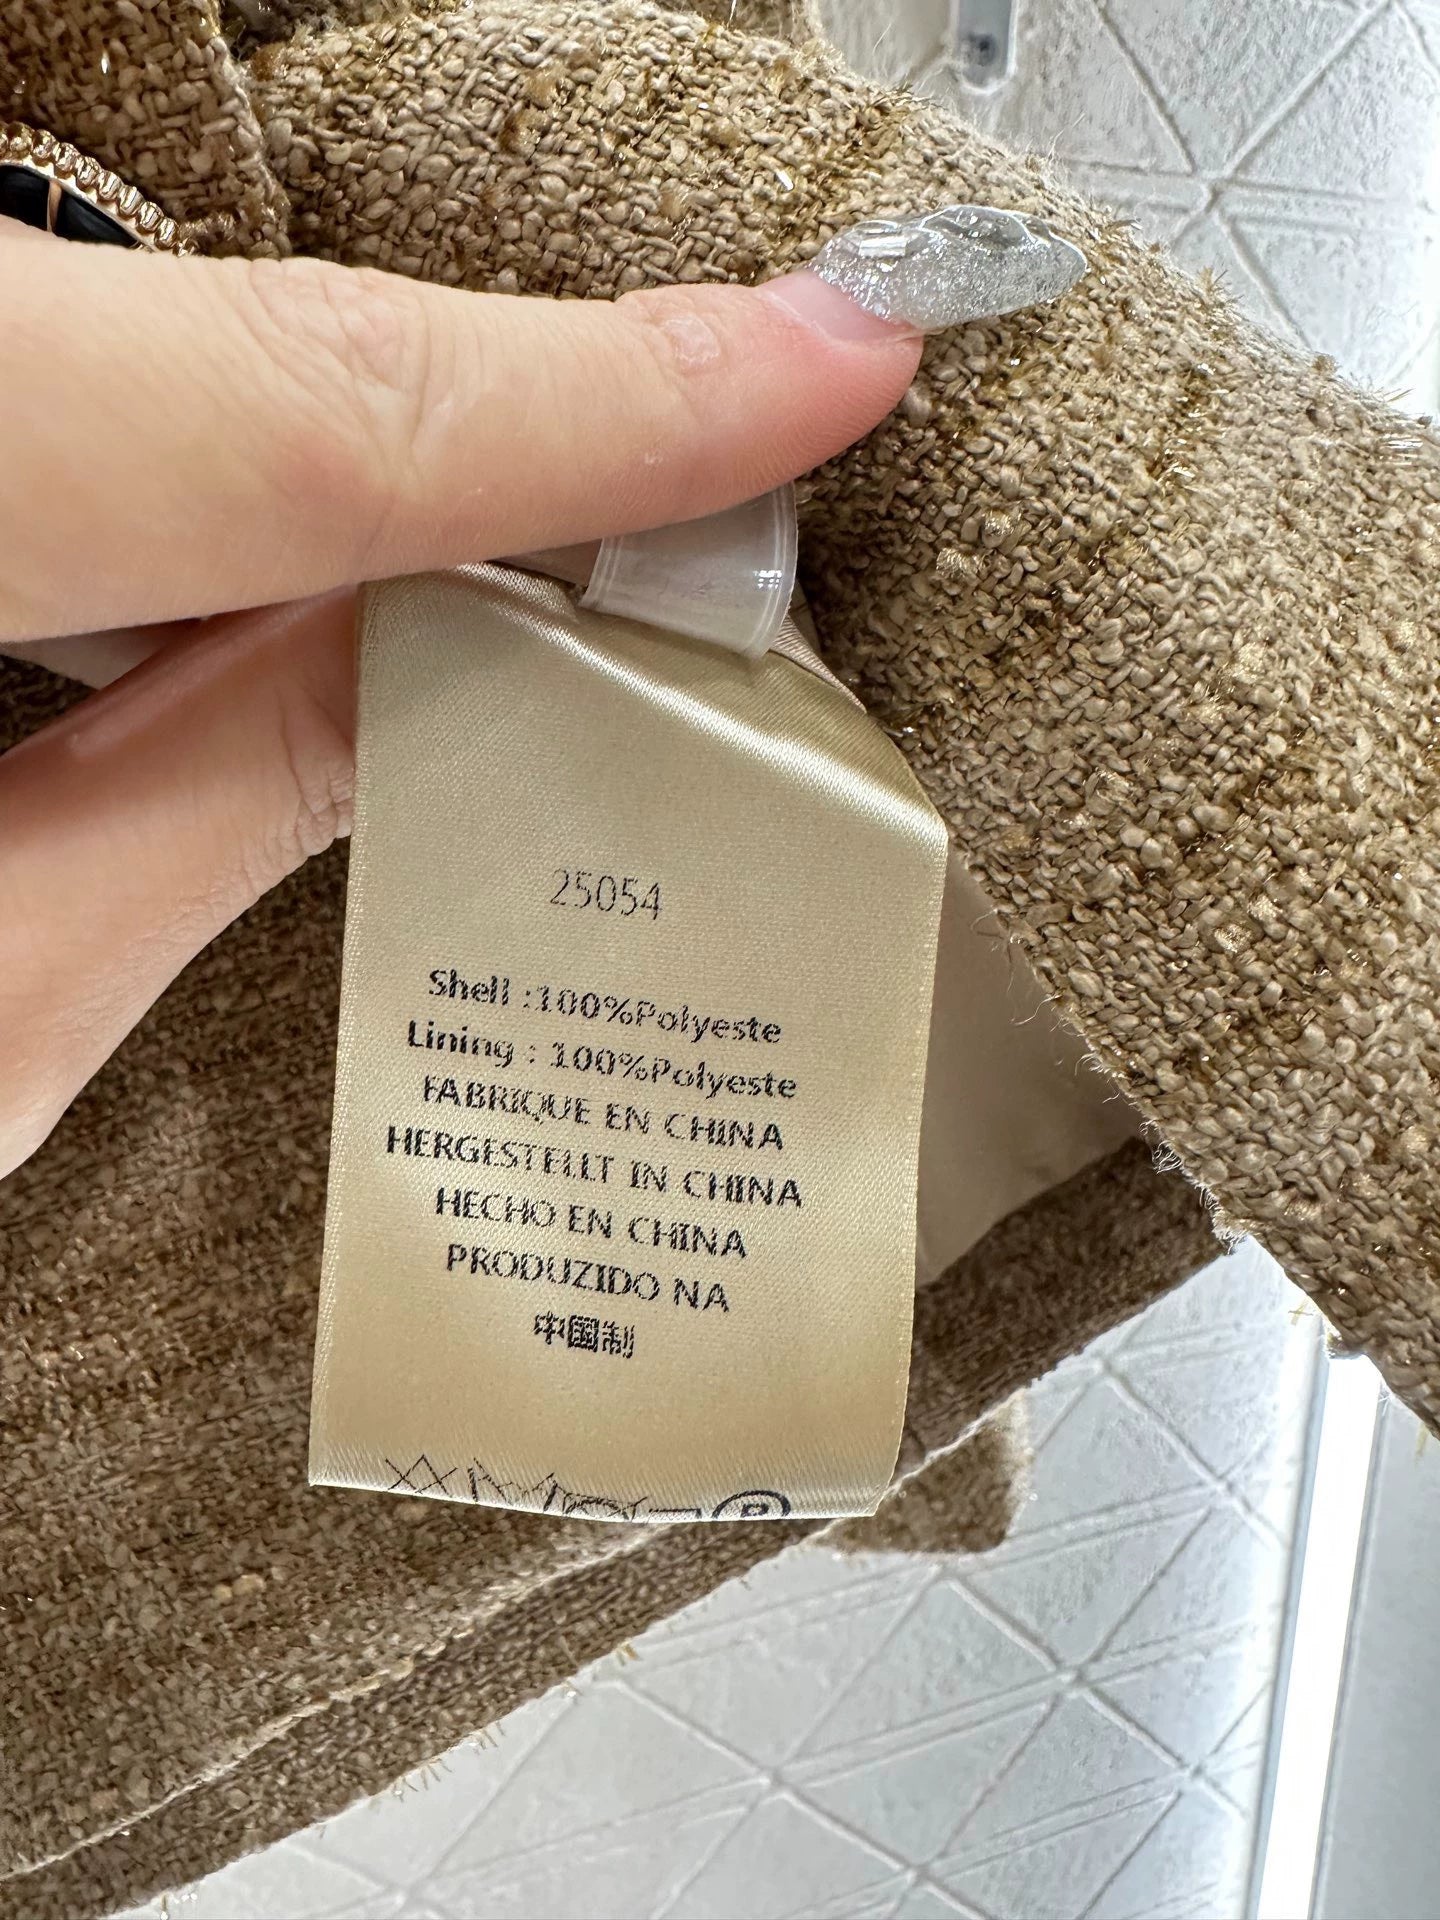 25054
Shell :100%Polyeste
Lining : 100%Polyeste
FABRIQUE EN CHINA
HERGESTELLT IN CHINA
HECHO EN CHINA
PRODUZIDO NA
中国制